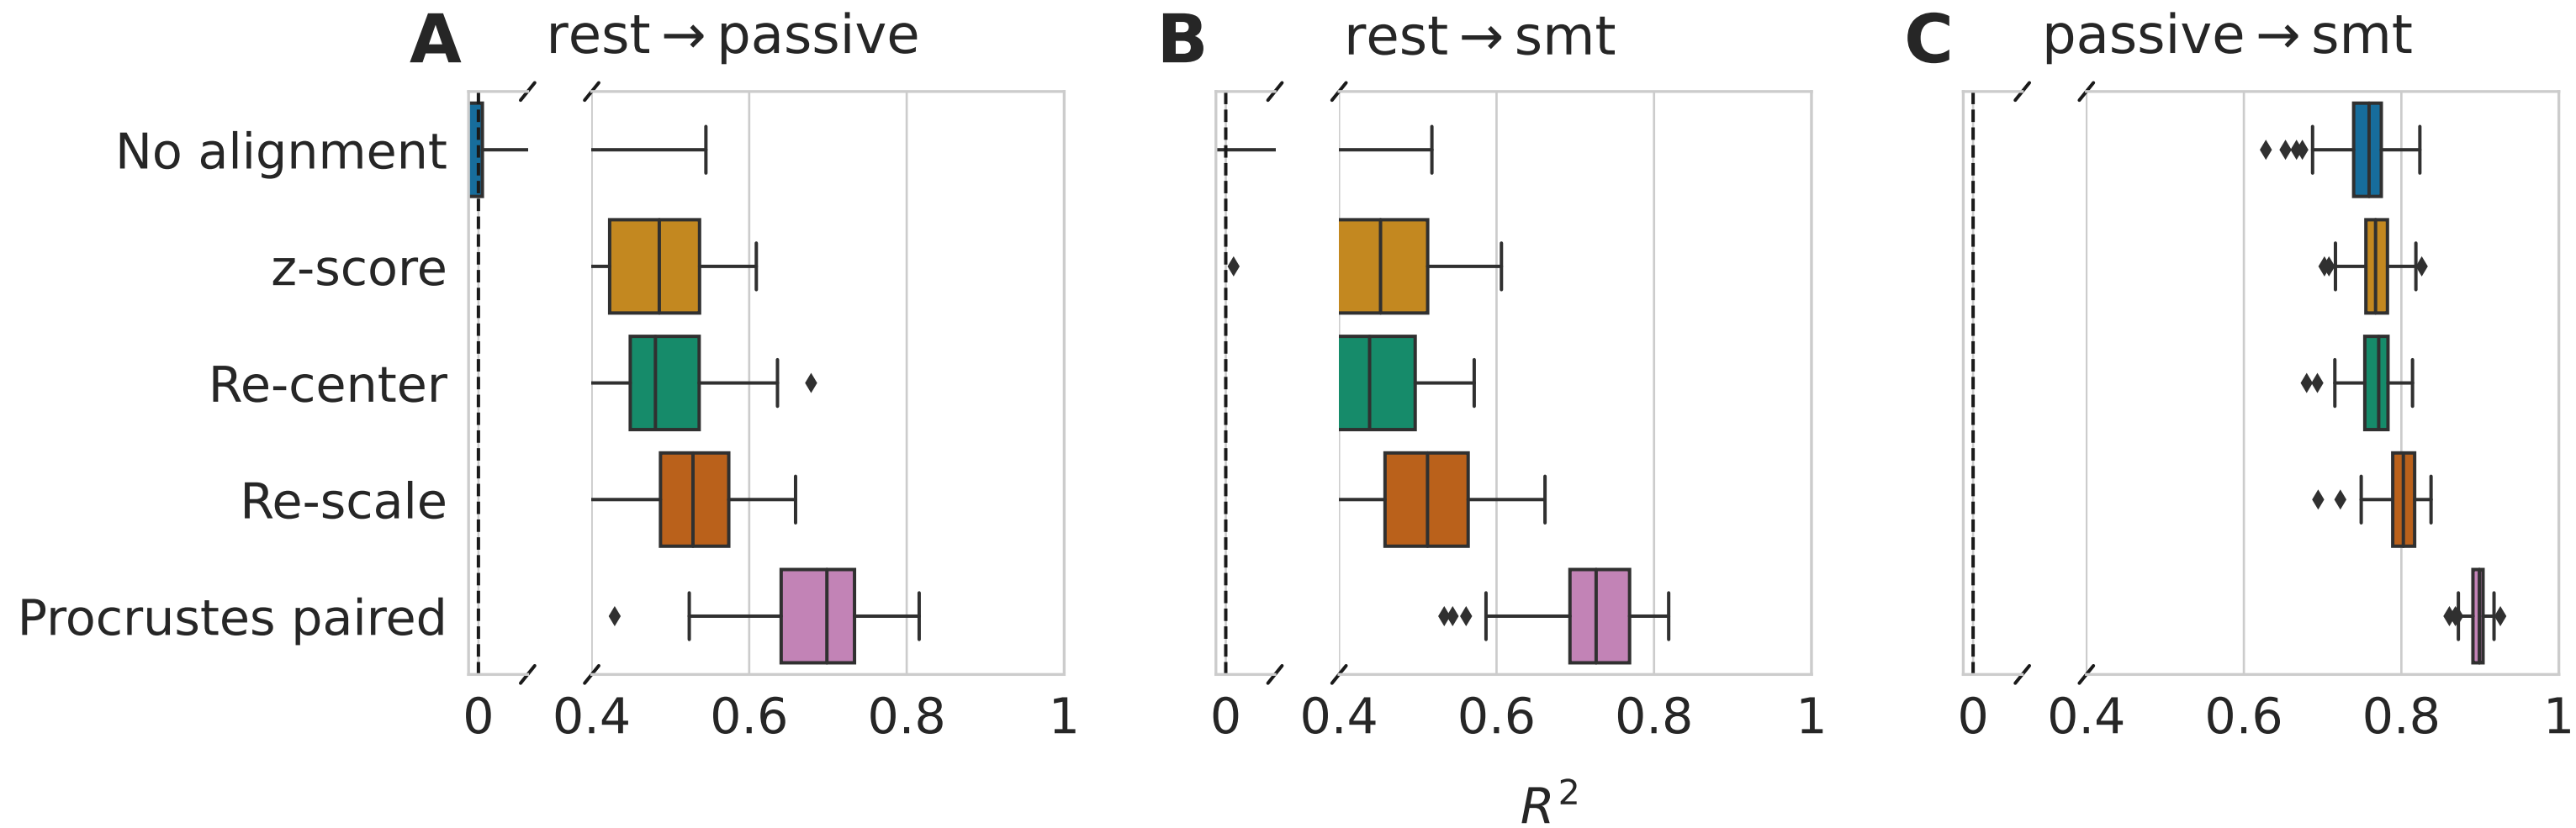 A rest→passive
B rest→smt
C passive→smt
No alignment
z-score
Re-center
Re-scale
Procrustes paired
0 0.4 0.6 0.8 1
0 0.4 0.6 0.8 1
0 0.4 0.6 0.8 1
R²